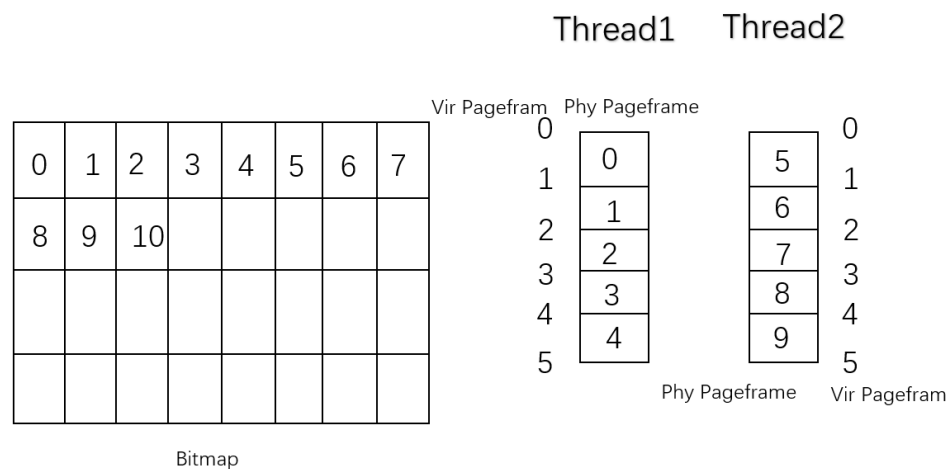 Thread1 Thread2
Vir Pagefram Phy Pageframe
0 0
0 1 2 3 4 5 6 7
0 5
1 1
1 6
8 9 10
2 2
2 7
3 3
3 8
4 4
4 9
5 5
Phy Pageframe Vir Pagefram
Bitmap